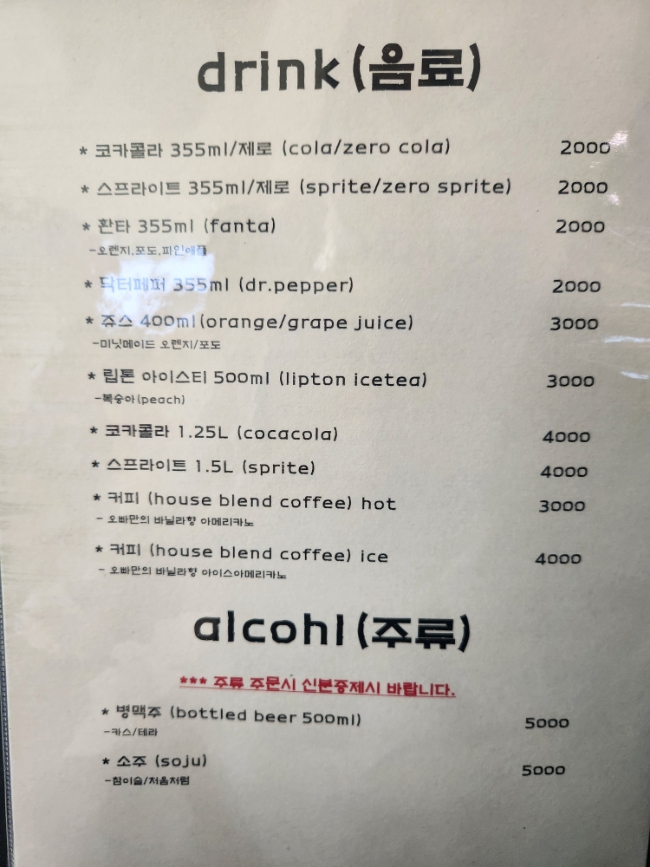 drink(음료)
* 코카콜라 355ml/제로 (cola/zero cola) 2000
* 스프라이트 355ml/제로 (sprite/zero sprite) 2000
* 환타 355ml (fanta) 2000
-오렌지,포도,파인애플
* 닥터페퍼 355ml (dr.pepper) 2000
* 쥬스 400ml(orange/grape juice) 3000
-미닛메이드 오렌지/포도
* 립톤 아이스티 500ml (lipton icetea) 3000
-복숭아(peach)
* 코카콜라 1.25L (cocacola) 4000
* 스프라이트 1.5L (sprite) 4000
* 커피 (house blend coffee) hot 3000
- 오빠만의 바닐라향 아메리카노
* 커피 (house blend coffee) ice 4000
- 오빠만의 바닐라향 아이스아메리카노
alcohl(주류)
*** 주류 주문시 신분증제시 바랍니다.
* 병맥주 (bottled beer 500ml) 5000
-카스/테라
* 소주 (soju) 5000
-참이슬/처음처럼